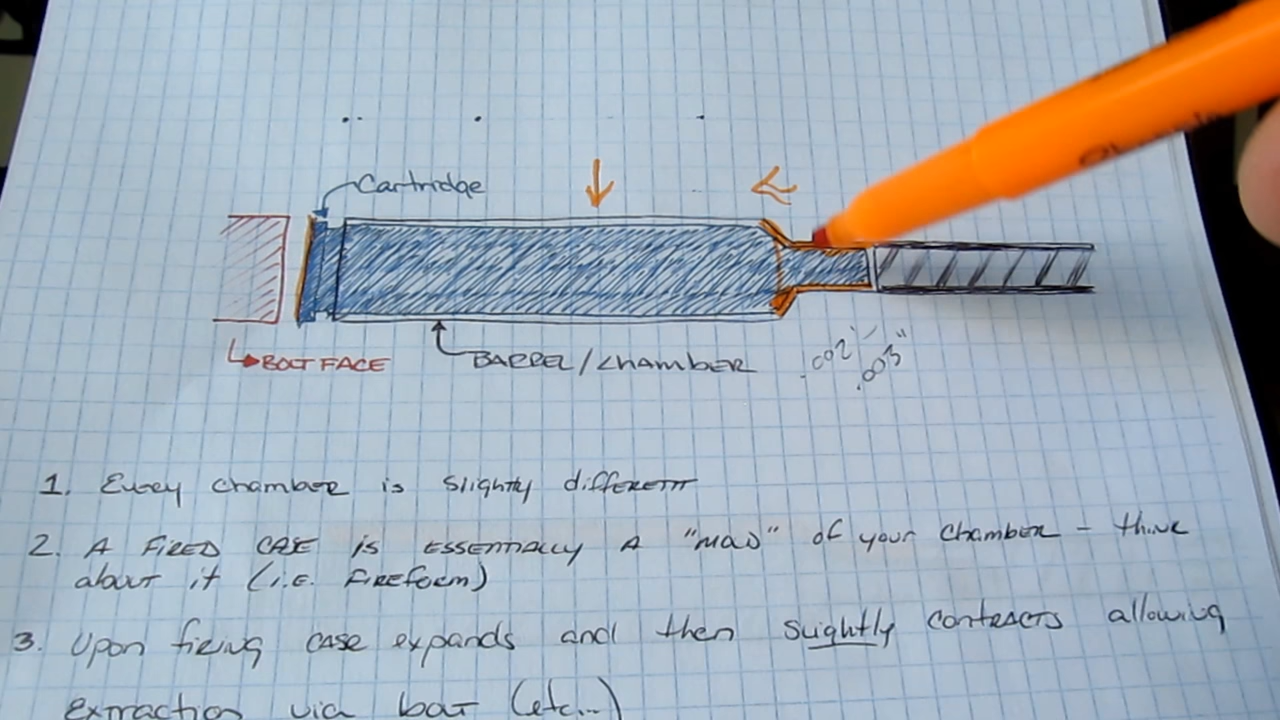 Cartridge
BOLT FACE
BARREL/Chamber
.002"
.003"
1. Every chamber is slightly different
2. A FIRED CASE is ESSENTIALLY A "MAP" of your Chamber - think
about it (i.e. Fireform)
3. Upon firing CASE expands and then slightly contracts allowing
extraction via bolt (etc...)